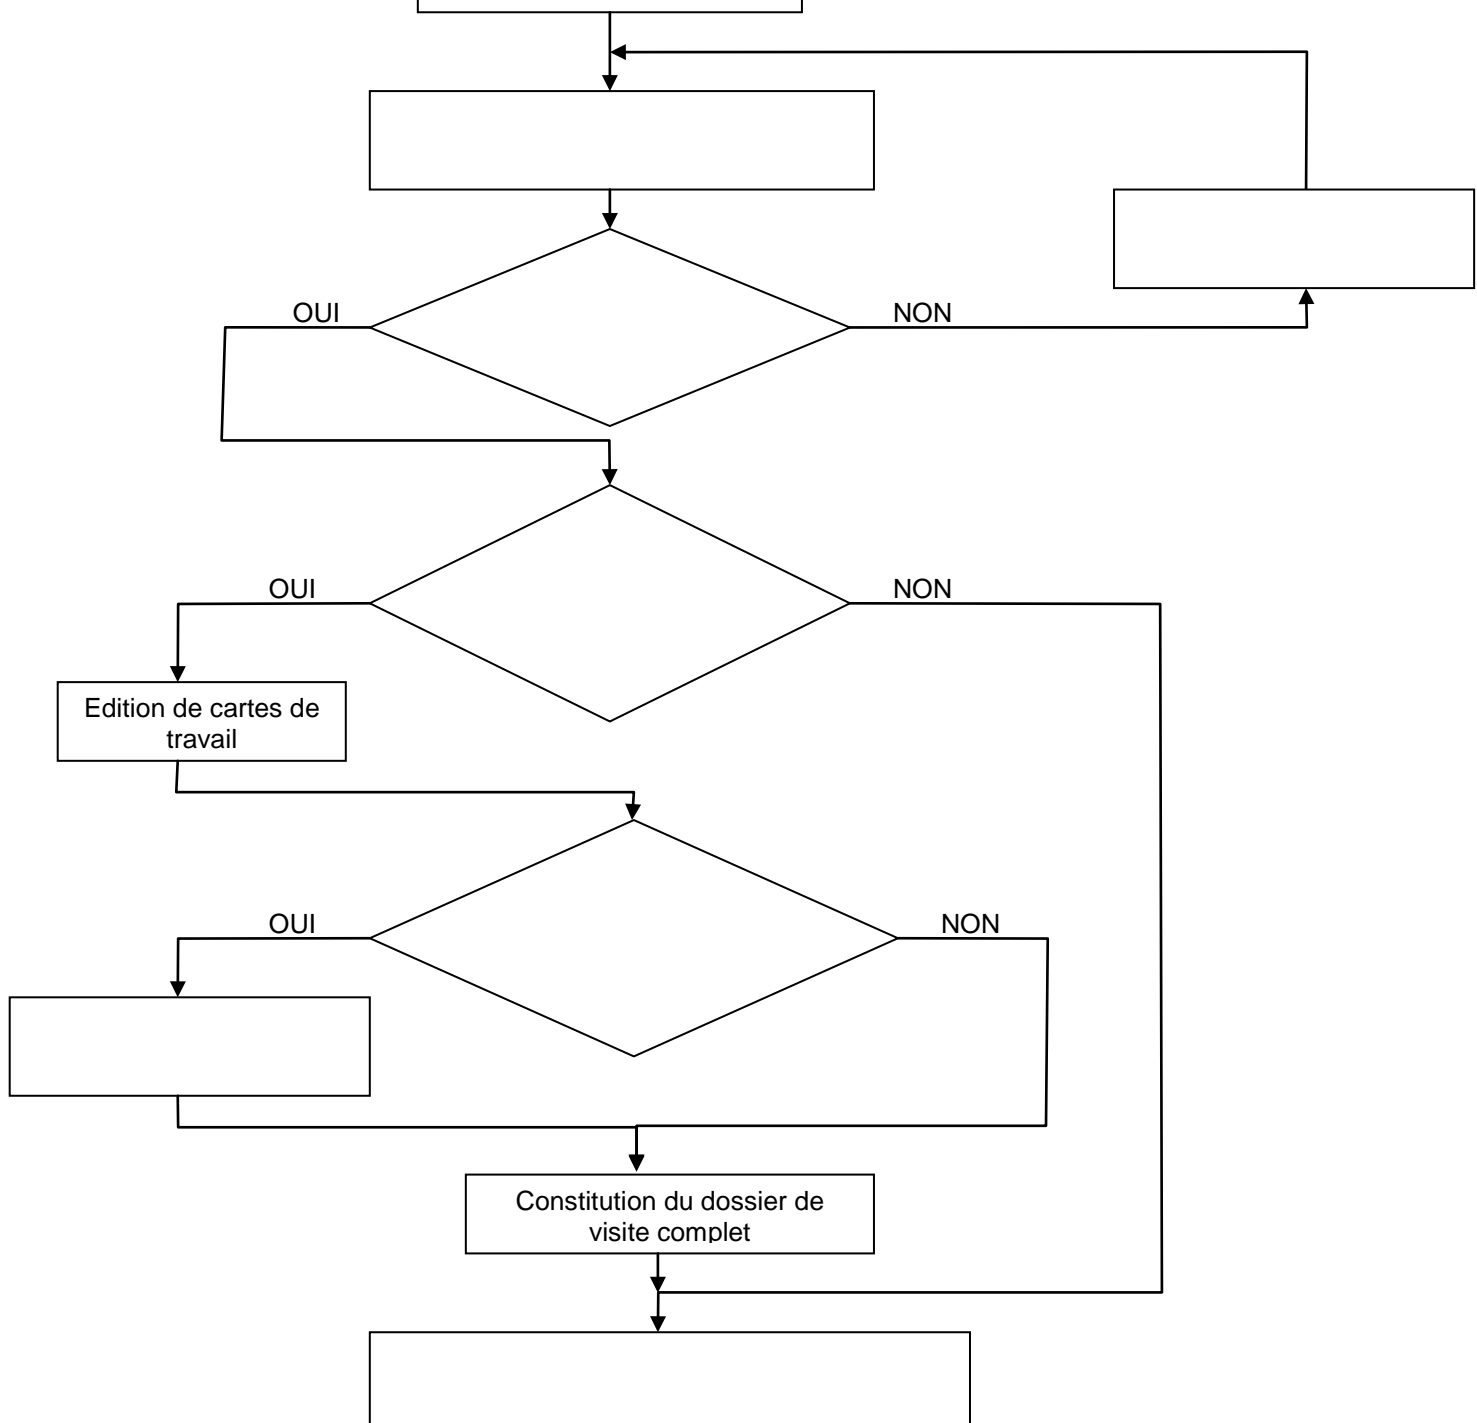 OUI
NON
OUI
NON
Edition de cartes de
travail
OUI
NON
Constitution du dossier de
visite complet